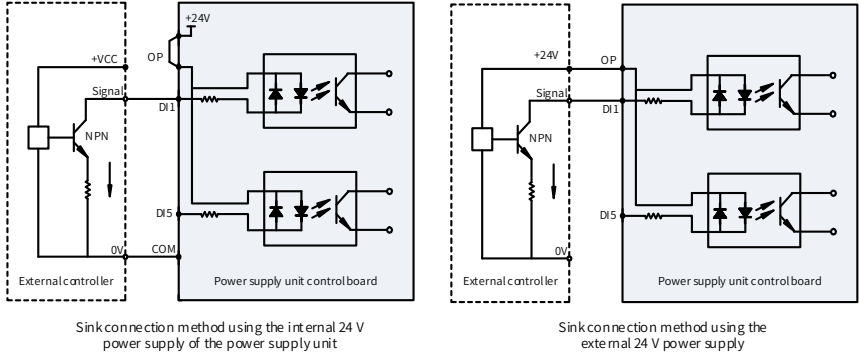 +24V
OP
+VCC
Signal
DI1
NPN
DI5
0V
COM
External controller
Power supply unit control board
Sink connection method using the internal 24 V
power supply of the power supply unit
+24V
OP
Signal
DI1
NPN
DI5
0V
External controller
Power supply unit control board
Sink connection method using the
external 24 V power supply